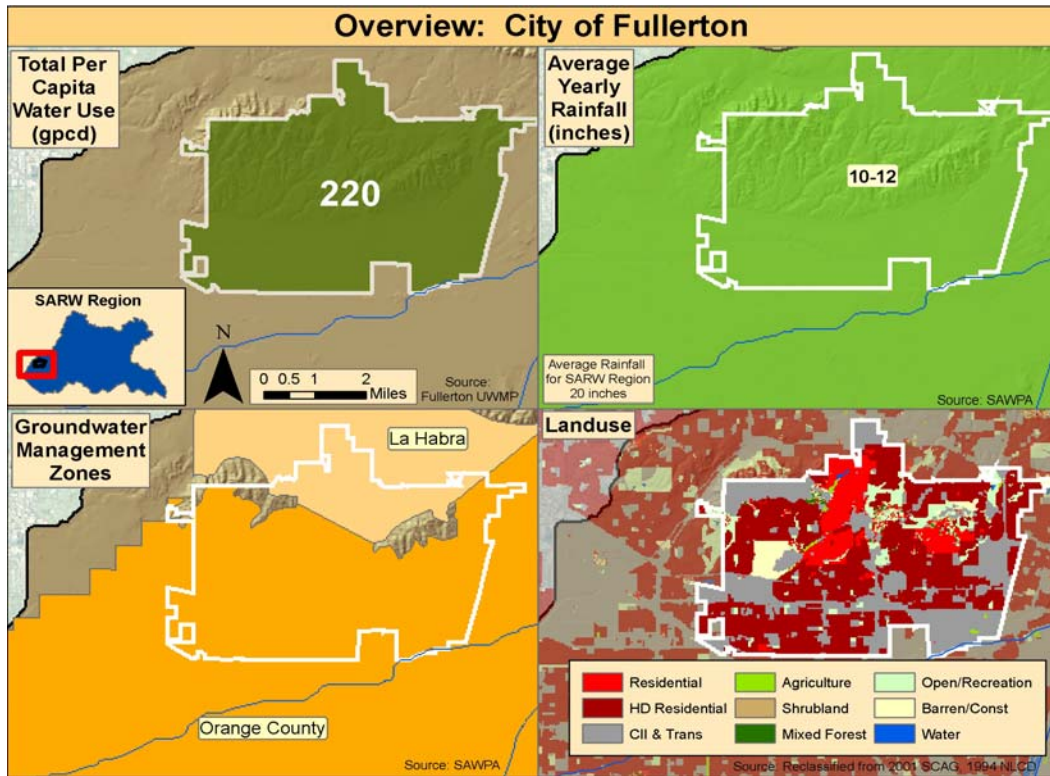 Overview: City of Fullerton
Total Per
Capita
Water Use
(gpcd)
220
SARW Region
N
0 0.5 1 2
Miles
Source:
Fullerton UWMP
Average
Yearly
Rainfall
(inches)
10-12
Average Rainfall
for SARW Region
20 inches
Source: SAWPA
Groundwater
Management
Zones
La Habra
Orange County
Source: SAWPA
Landuse
Residential
HD Residential
CII & Trans
Agriculture
Shrubland
Mixed Forest
Open/Recreation
Barren/Const
Water
Source: Reclassified from 2001 SCAG, 1994 NLCD